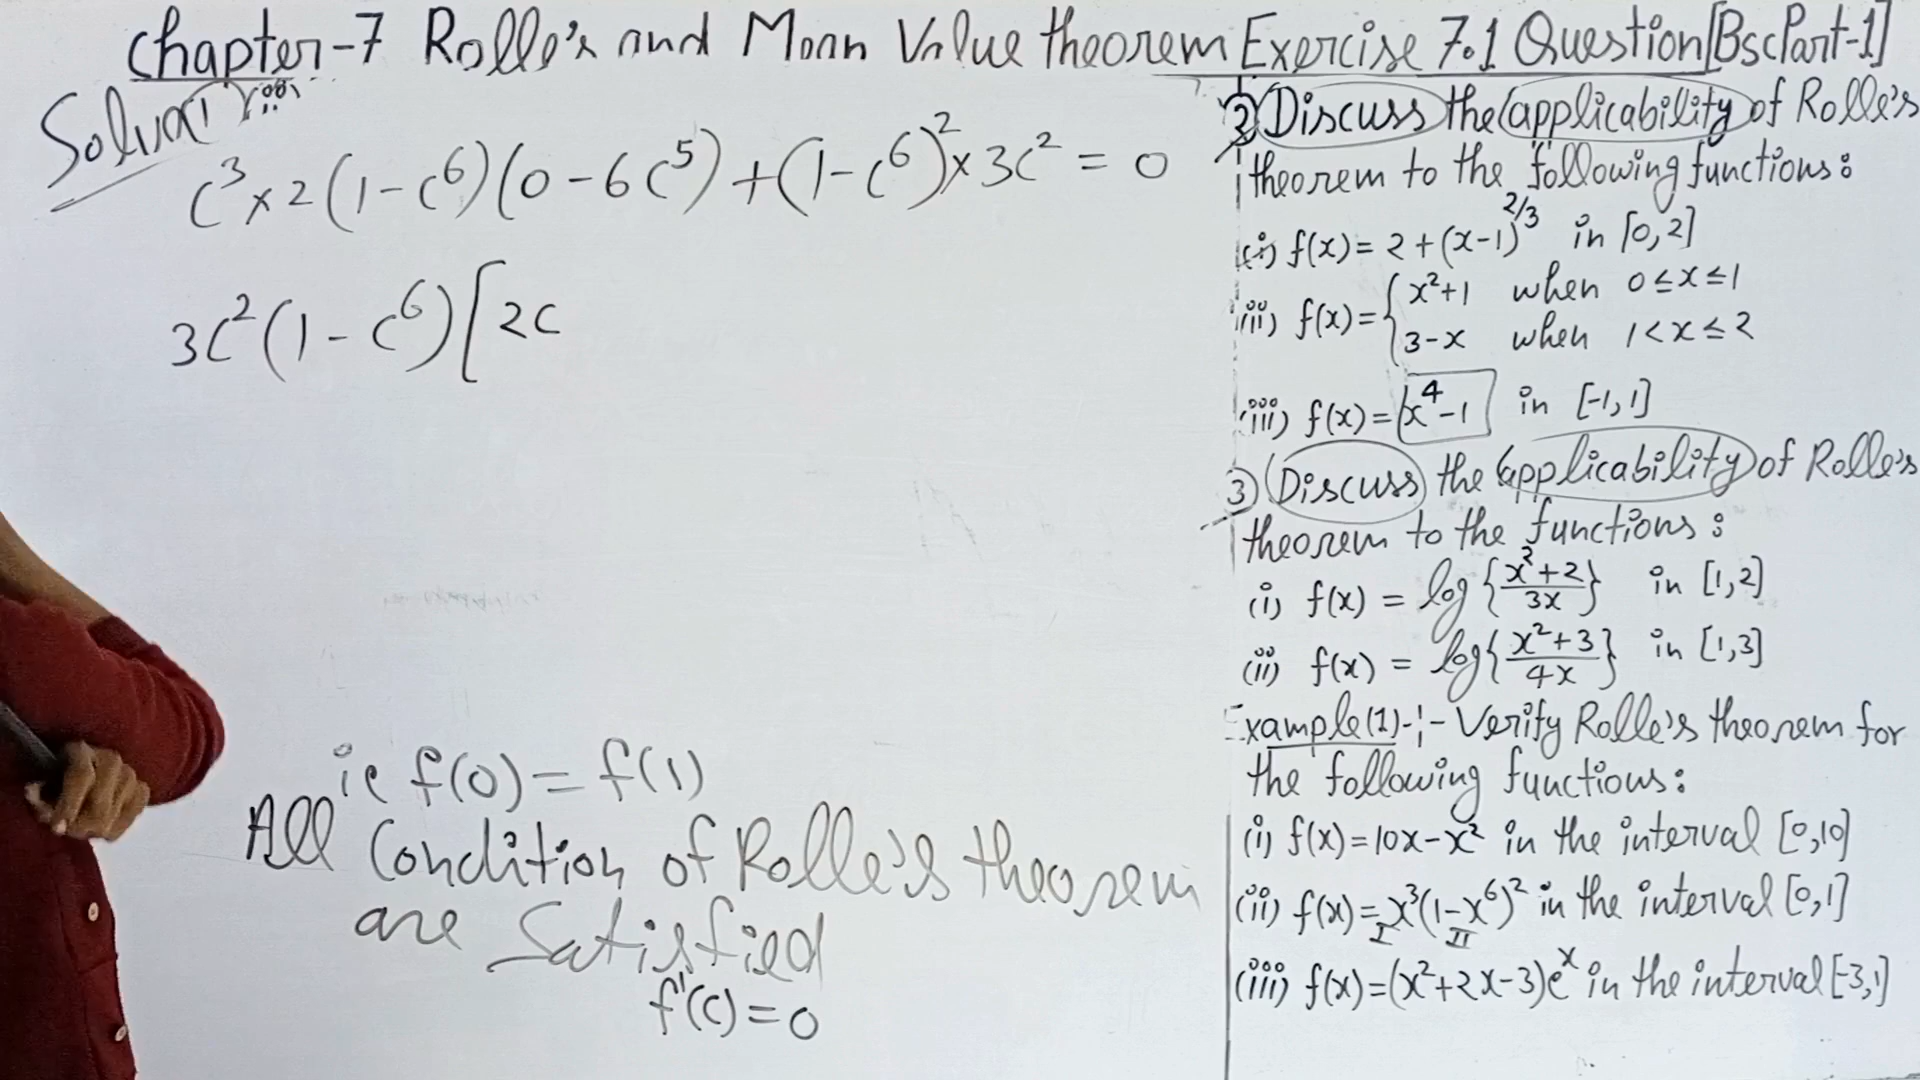 Chapter-7 Rolle's and Mean Value theorem Exercise 7.1 Question [Bsc Part-1]
Solution (ii)
c³×2(1-c⁶)(0-6c⁵)+(1-c⁶)²×3c² = 0
3c²(1-c⁶)[2c
ie f(0) = f(1)
All Condition of Rolle's theorem
are Satisfied
f'(c) = 0
2) Discuss the applicability of Rolle's
theorem to the following functions:
(i) f(x) = 2+(x-1)^2/3 in [0,2]
(ii) f(x) = { x²+1 when 0≤x≤1
3-x when 1<x≤2
(iii) f(x) = x⁴-1 in [-1,1]
3) Discuss the applicability of Rolle's
theorem to the functions:
(i) f(x) = log{(x²+2)/3x} in [1,2]
(ii) f(x) = log{(x²+3)/4x} in [1,3]
Example(1)-:- Verify Rolle's theorem for
the following functions:
(i) f(x)=10x-x² in the interval [0,10]
(ii) f(x)=x³(1-x⁶)² in the interval [0,1]
I II
(iii) f(x)=(x²+2x-3)eˣ in the interval [-3,1]